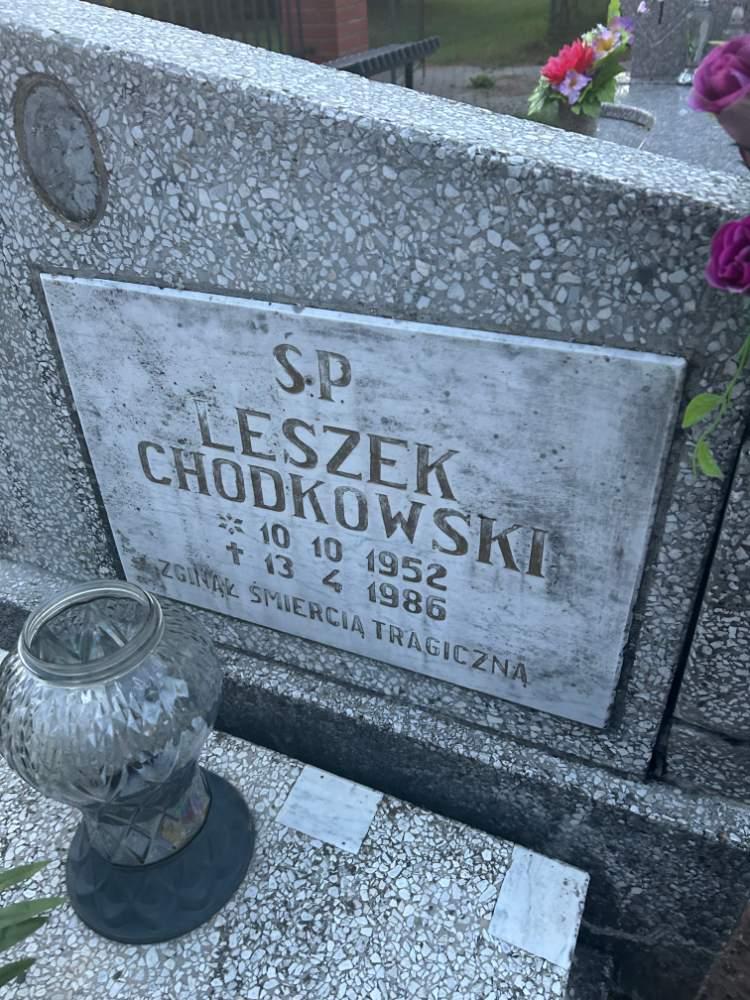 Ś.P
LESZEK
CHODKOWSKI
* 10 10 1952
† 13 4 1986
ZGINĄŁ ŚMIERCIĄ TRAGICZNĄ